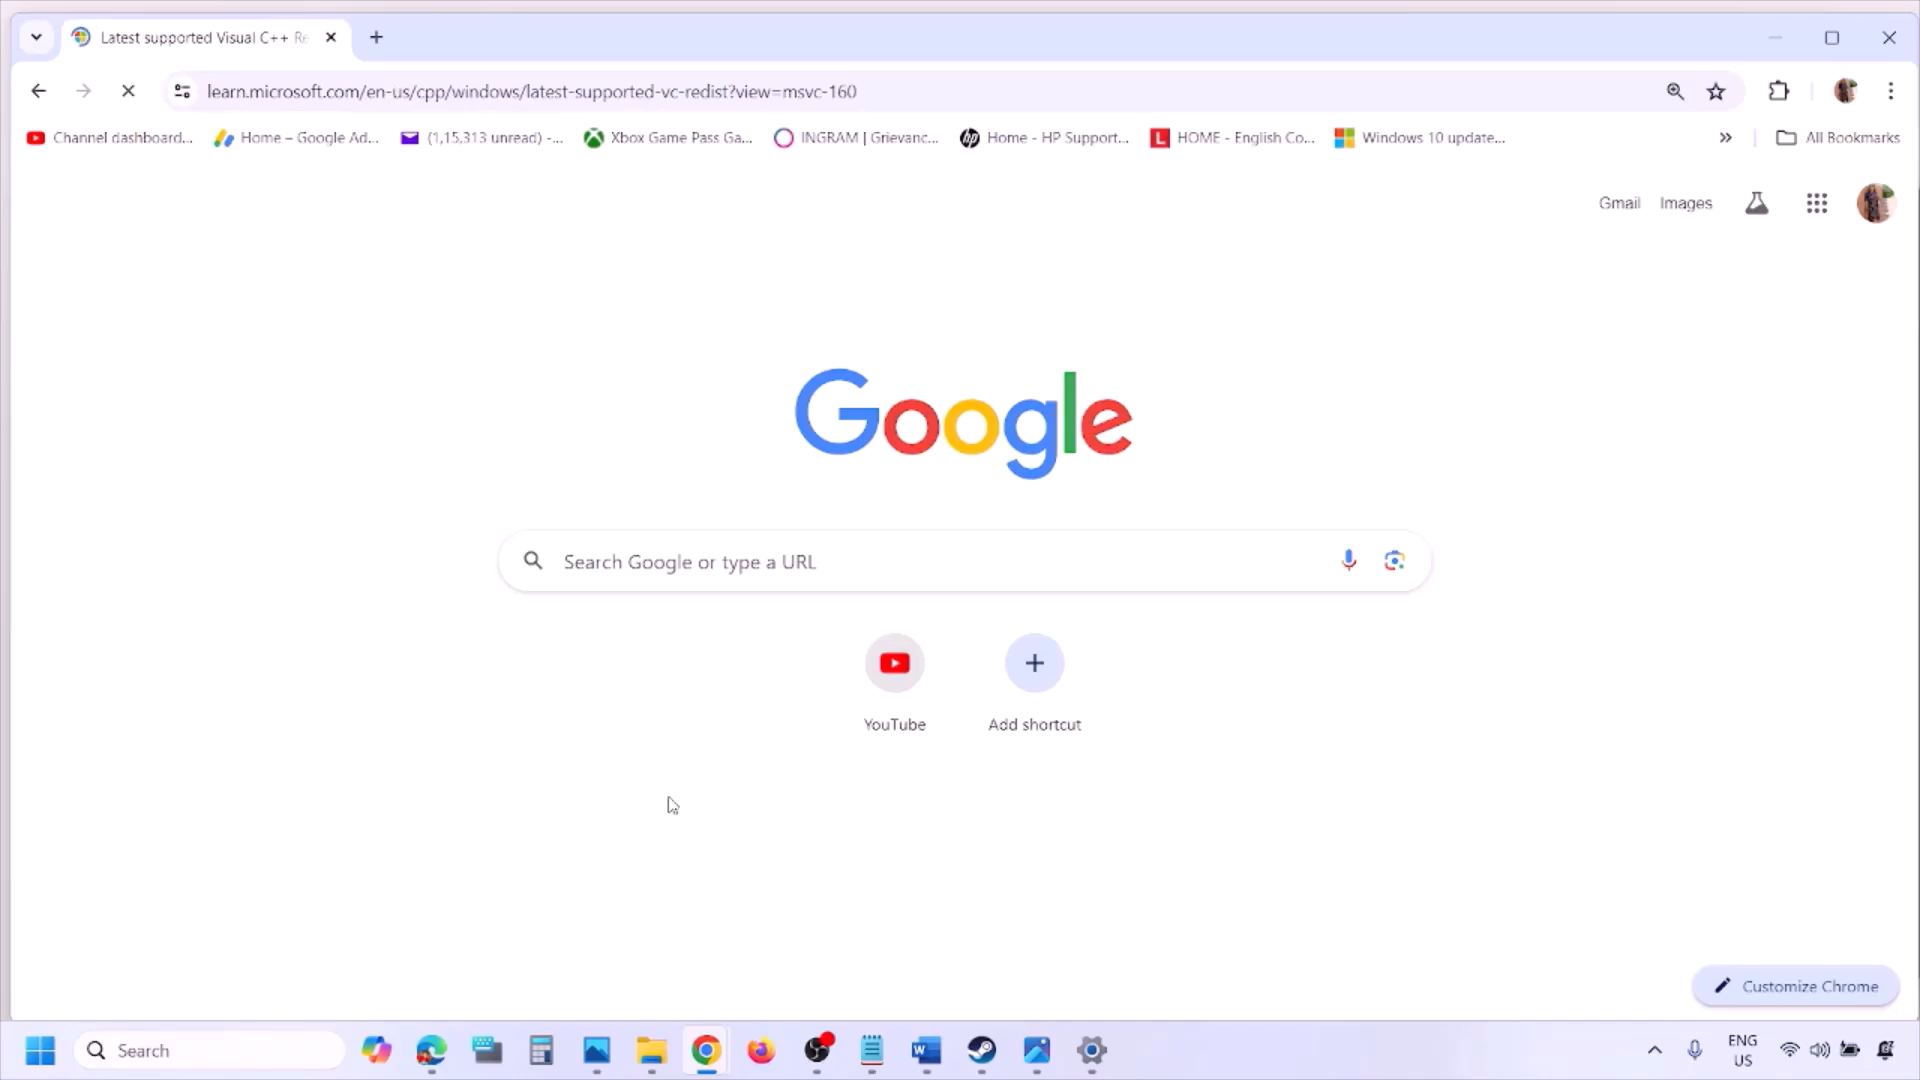 Latest supported Visual C++ Re
learn.microsoft.com/en-us/cpp/windows/latest-supported-vc-redist?view=msvc-160
Channel dashboard...
Home – Google Ad...
(1,15,313 unread) -...
Xbox Game Pass Ga...
INGRAM | Grievanc...
Home - HP Support...
HOME - English Co...
Windows 10 update...
All Bookmarks
Gmail
Images
Google
Search Google or type a URL
YouTube
Add shortcut
Customize Chrome
Search
ENG
US